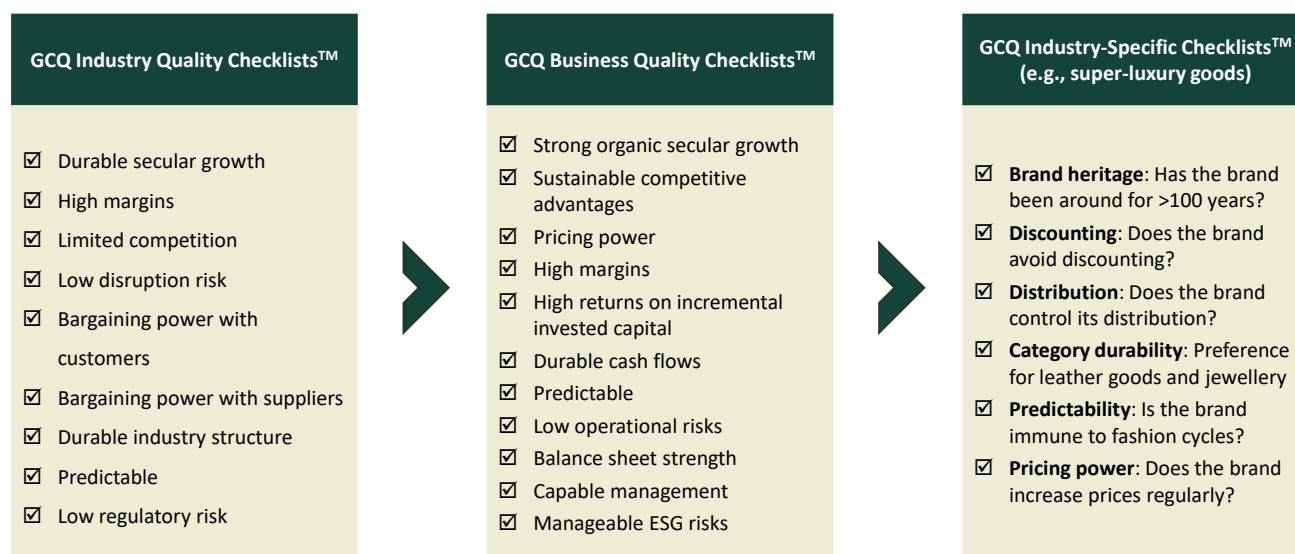 GCQ Industry Quality Checklists™
☑ Durable secular growth
☑ High margins
☑ Limited competition
☑ Low disruption risk
☑ Bargaining power with
customers
☑ Bargaining power with suppliers
☑ Durable industry structure
☑ Predictable
☑ Low regulatory risk
GCQ Business Quality Checklists™
☑ Strong organic secular growth
☑ Sustainable competitive
advantages
☑ Pricing power
☑ High margins
☑ High returns on incremental
invested capital
☑ Durable cash flows
☑ Predictable
☑ Low operational risks
☑ Balance sheet strength
☑ Capable management
☑ Manageable ESG risks
GCQ Industry-Specific Checklists™
(e.g., super-luxury goods)
☑ Brand heritage: Has the brand
been around for >100 years?
☑ Discounting: Does the brand
avoid discounting?
☑ Distribution: Does the brand
control its distribution?
☑ Category durability: Preference
for leather goods and jewellery
☑ Predictability: Is the brand
immune to fashion cycles?
☑ Pricing power: Does the brand
increase prices regularly?